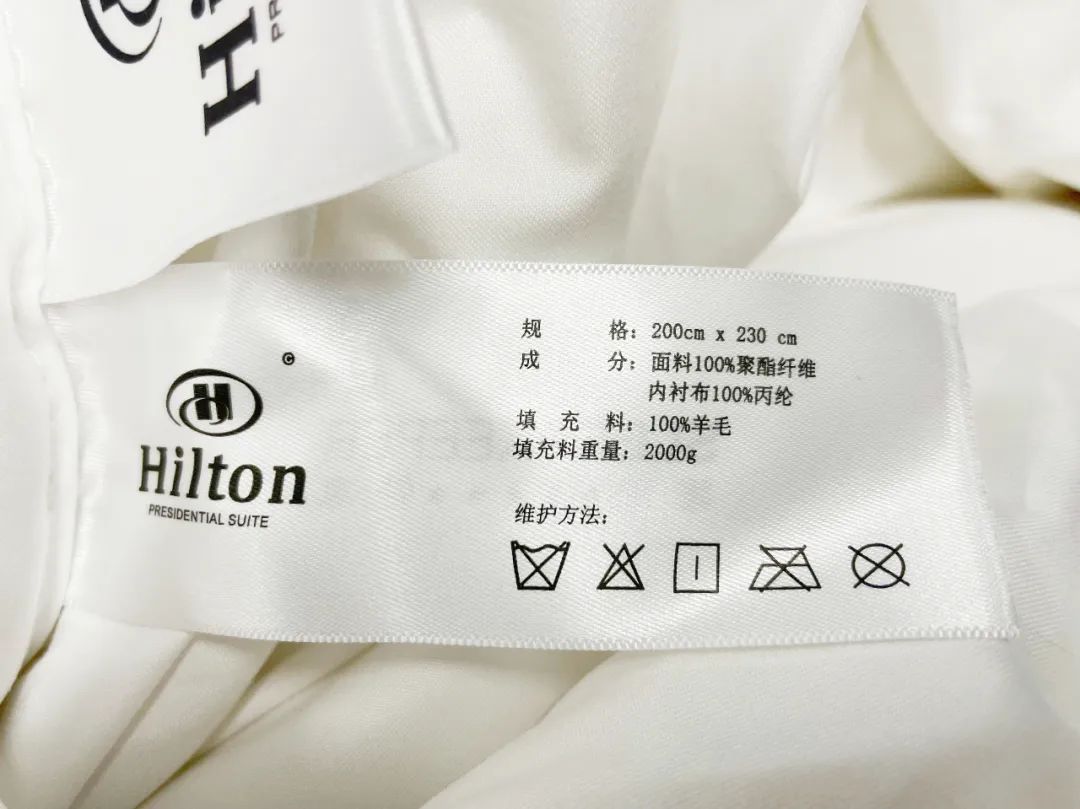 Hi
PR
©
Hilton
PRESIDENTIAL SUITE
规 格：200cm x 230 cm
成 分：面料100%聚酯纤维
内衬布100%丙纶
填 充 料：100%羊毛
填充料重量：2000g
维护方法：